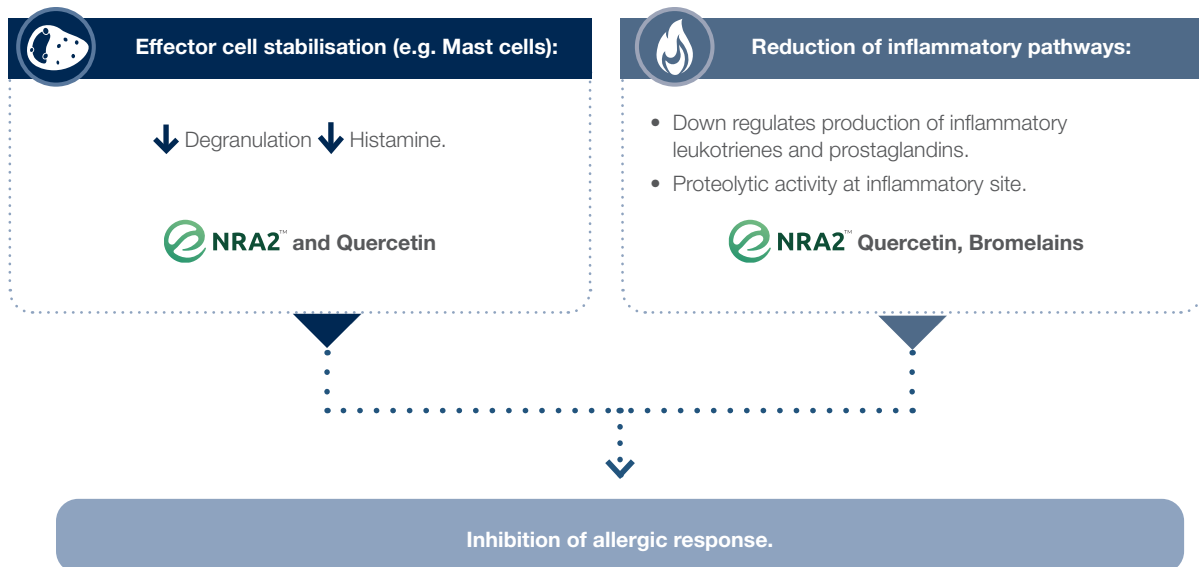 Effector cell stabilisation (e.g. Mast cells):
↓ Degranulation ↓ Histamine.
NRA2™ and Quercetin
Reduction of inflammatory pathways:
• Down regulates production of inflammatory
leukotrienes and prostaglandins.
• Proteolytic activity at inflammatory site.
NRA2™ Quercetin, Bromelains
Inhibition of allergic response.